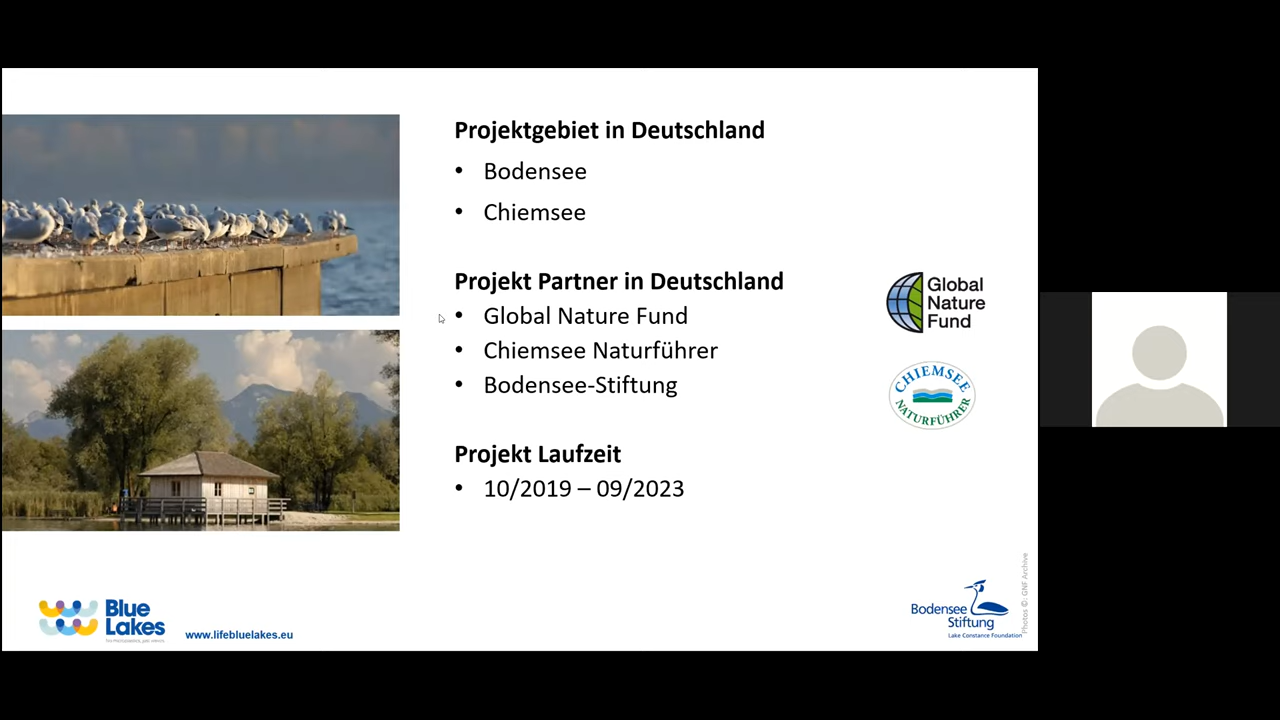 Projektgebiet in Deutschland
• Bodensee
• Chiemsee
Projekt Partner in Deutschland
• Global Nature Fund
• Chiemsee Naturführer
• Bodensee-Stiftung
Projekt Laufzeit
• 10/2019 – 09/2023
Global
Nature
Fund
CHIEMSEE
NATURFÜHRER
Blue
Lakes
www.lifebluelakes.eu
Bodensee
Stiftung
Lake Constance Foundation
Photos ©: GNF Archive